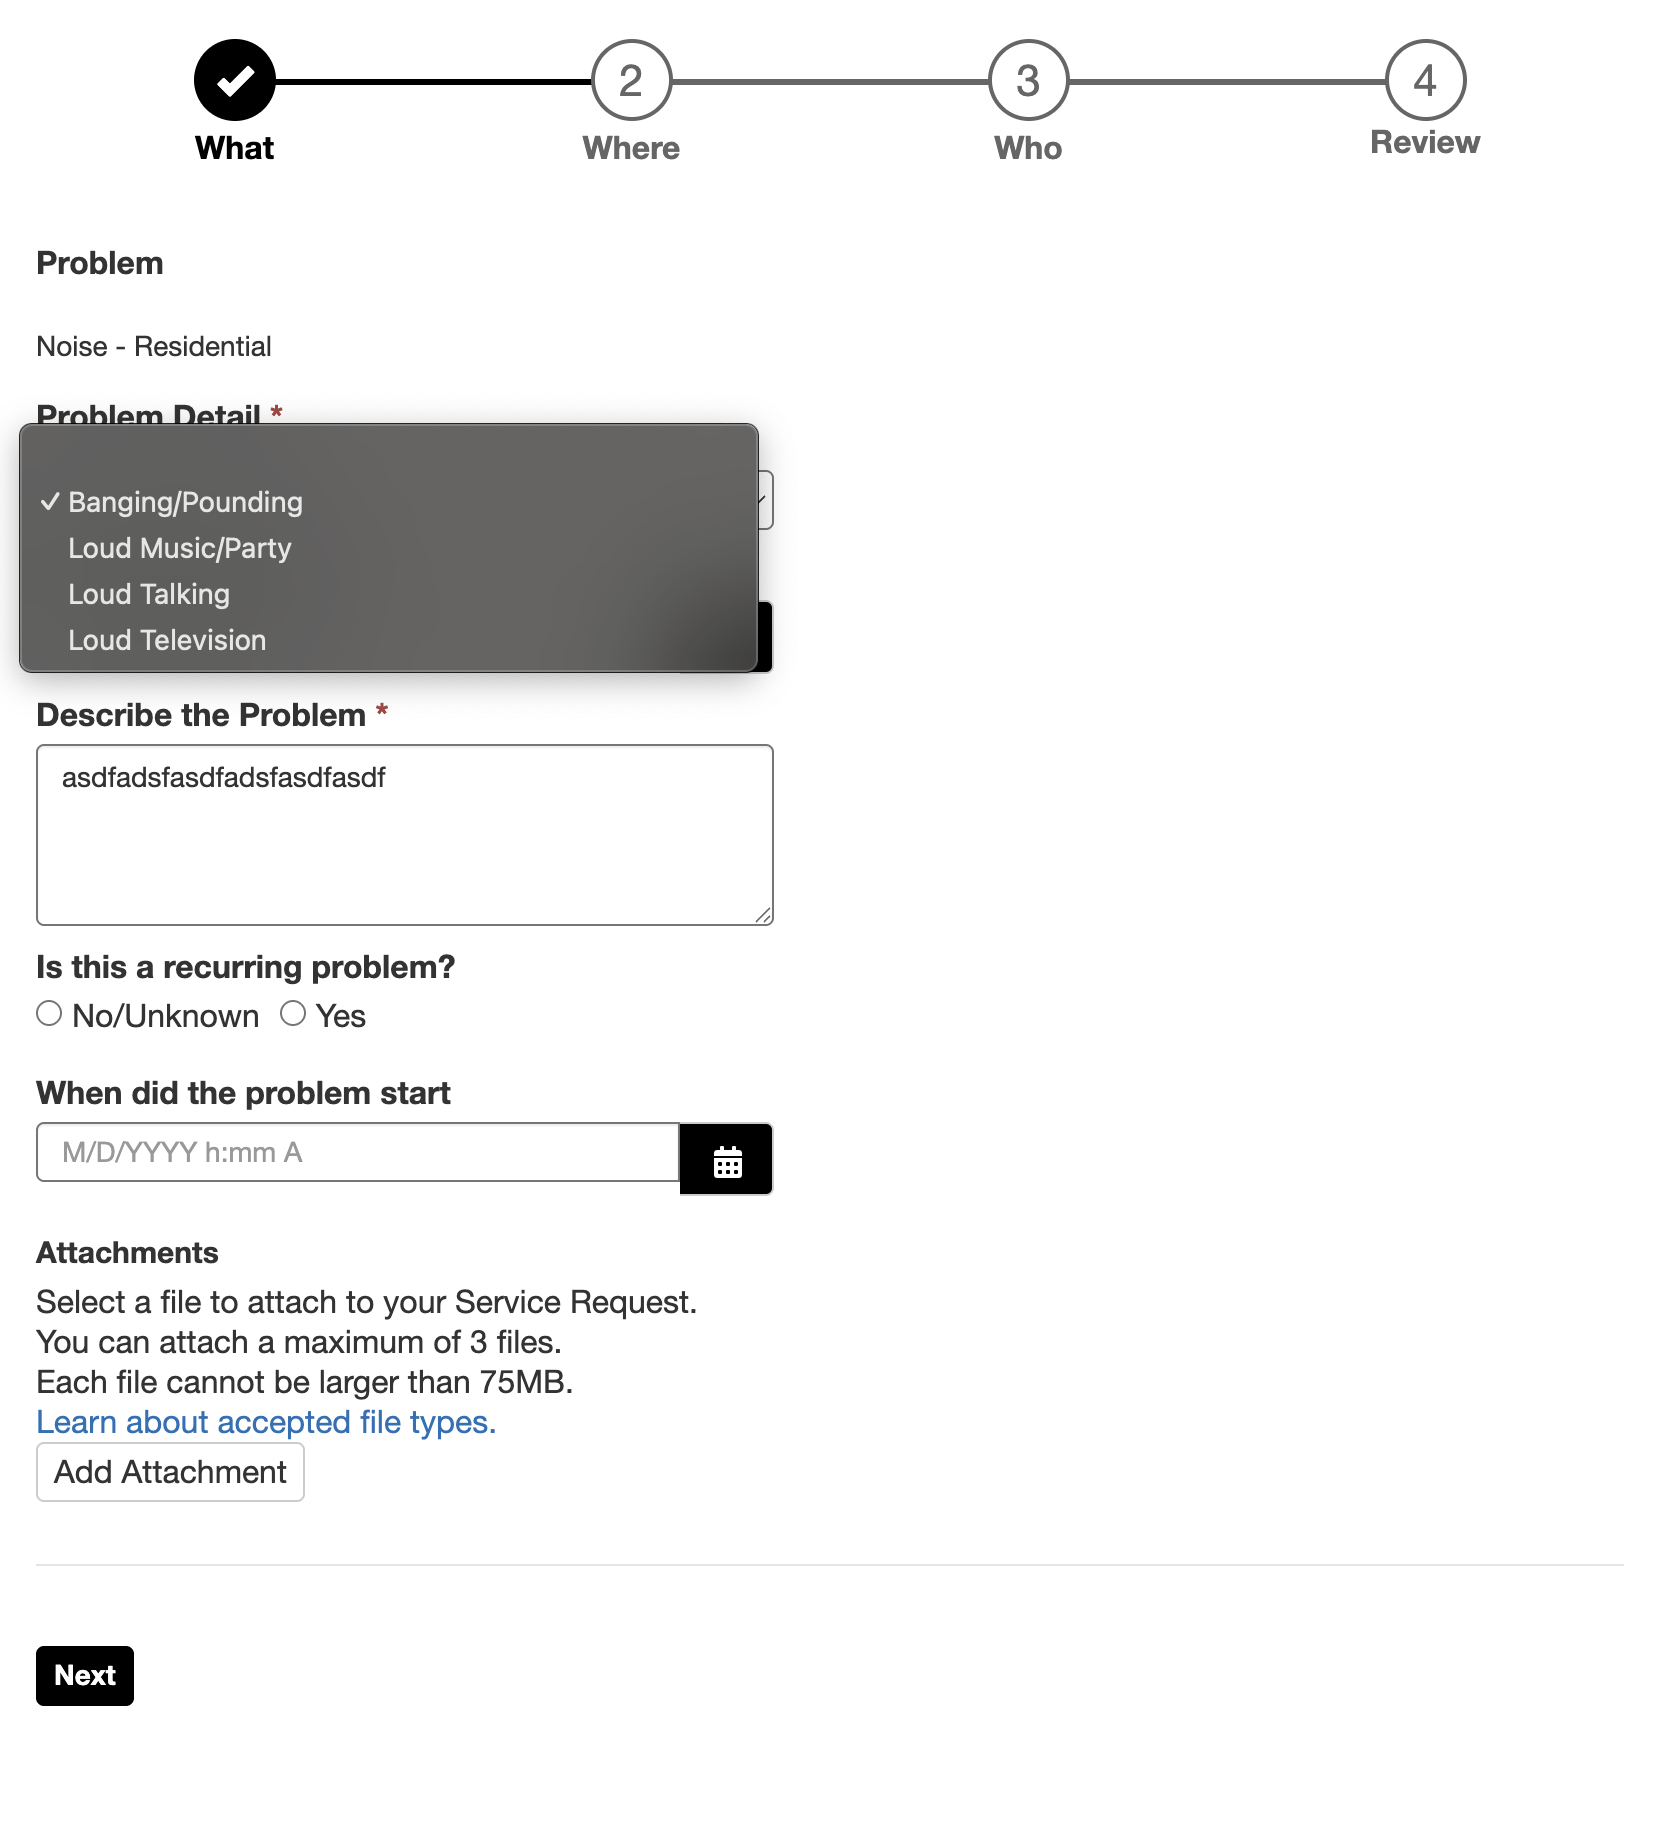 What
2
Where
3
Who
4
Review
Problem
Noise - Residential
Problem Detail *
Banging/Pounding
Loud Music/Party
Loud Talking
Loud Television
Describe the Problem *
asdfadsfasdfadsfasdfasdf
Is this a recurring problem?
No/Unknown Yes
When did the problem start
M/D/YYYY h:mm A
Attachments
Select a file to attach to your Service Request.
You can attach a maximum of 3 files.
Each file cannot be larger than 75MB.
Learn about accepted file types.
Add Attachment
Next